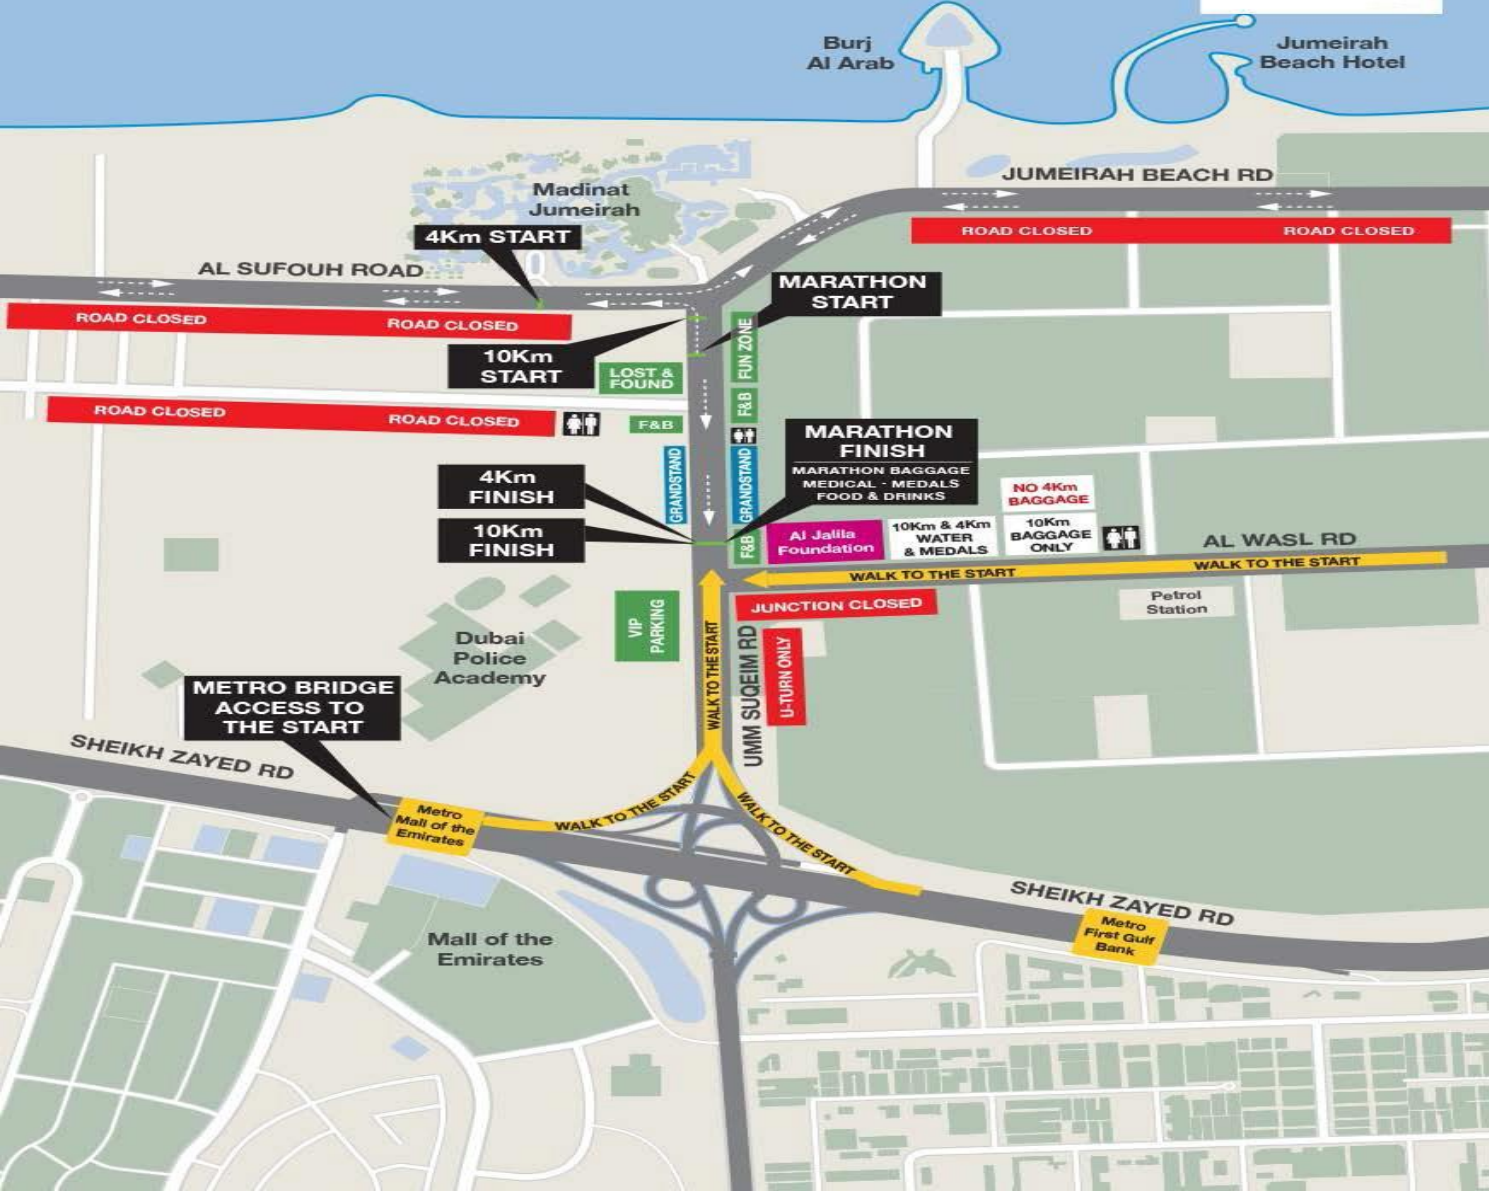 Burj
Al Arab
Jumeirah
Beach Hotel
JUMEIRAH BEACH RD
Madinat
Jumeirah
4Km START
ROAD CLOSED
ROAD CLOSED
AL SUFOUH ROAD
MARATHON
START
ROAD CLOSED
ROAD CLOSED
FUN ZONE
10Km
START
LOST &
FOUND
F&B
ROAD CLOSED
ROAD CLOSED
F&B
MARATHON
FINISH
MARATHON BAGGAGE
MEDICAL - MEDALS
FOOD & DRINKS
GRANDSTAND
GRANDSTAND
4Km
FINISH
NO 4Km
BAGGAGE
10Km
FINISH
F&B
Al Jalila
Foundation
10Km & 4Km
WATER
& MEDALS
10Km
BAGGAGE
ONLY
AL WASL RD
WALK TO THE START
WALK TO THE START
JUNCTION CLOSED
Petrol
Station
VIP
PARKING
WALK TO THE START
UMM SUQEIM RD
U-TURN ONLY
Dubai
Police
Academy
METRO BRIDGE
ACCESS TO
THE START
SHEIKH ZAYED RD
Metro
Mall of the
Emirates
WALK TO THE START
WALK TO THE START
SHEIKH ZAYED RD
Metro
First Gulf
Bank
Mall of the
Emirates